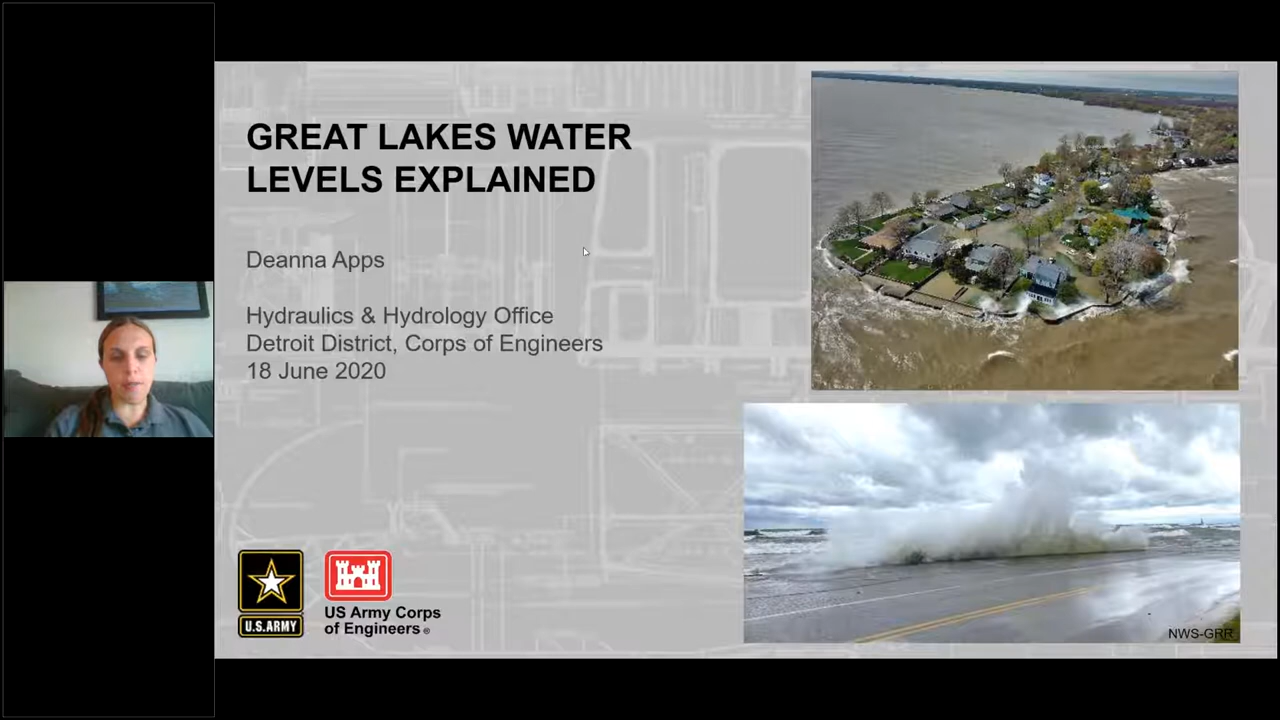 GREAT LAKES WATER
LEVELS EXPLAINED
Deanna Apps
Hydraulics & Hydrology Office
Detroit District, Corps of Engineers
18 June 2020
U.S.ARMY
US Army Corps
of Engineers®
NWS-GRR